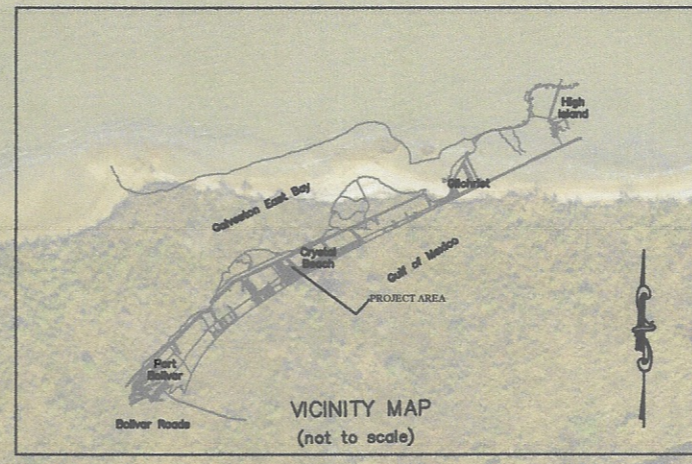 High
Island
Gilchrist
Galveston East Bay
Crystal
Beach
Gulf of Mexico
PROJECT AREA
Port
Bolivar
Bolivar Roads
VICINITY MAP
(not to scale)